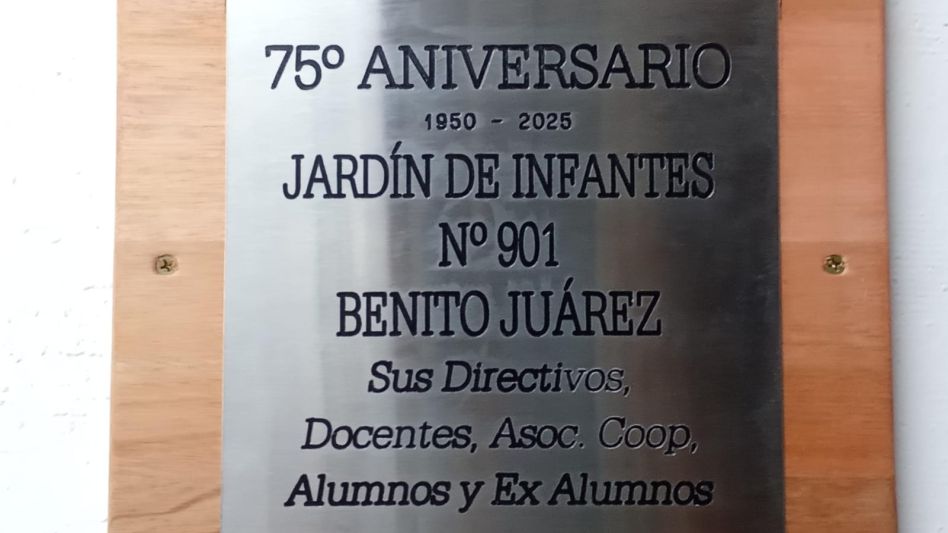 75º ANIVERSARIO
1950 - 2025
JARDÍN DE INFANTES
Nº 901
BENITO JUÁREZ
Sus Directivos,
Docentes, Asoc. Coop,
Alumnos y Ex Alumnos